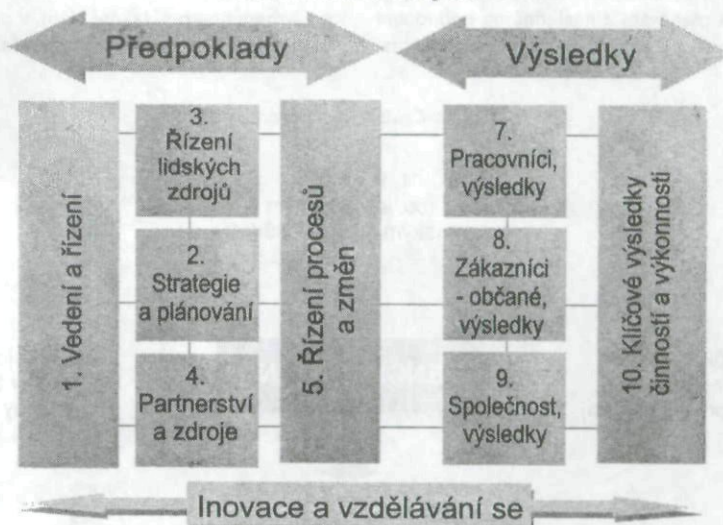 Předpoklady
Výsledky
1. Vedení a řízení
3.
Řízení
lidských
zdrojů
2.
Strategie
a plánování
4.
Partnerství
a zdroje
5. Řízení procesů
a změn
7.
Pracovníci,
výsledky
8.
Zákazníci
- občané,
výsledky
9.
Společnost,
výsledky
10. Klíčové výsledky
činností a výkonnosti
Inovace a vzdělávání se